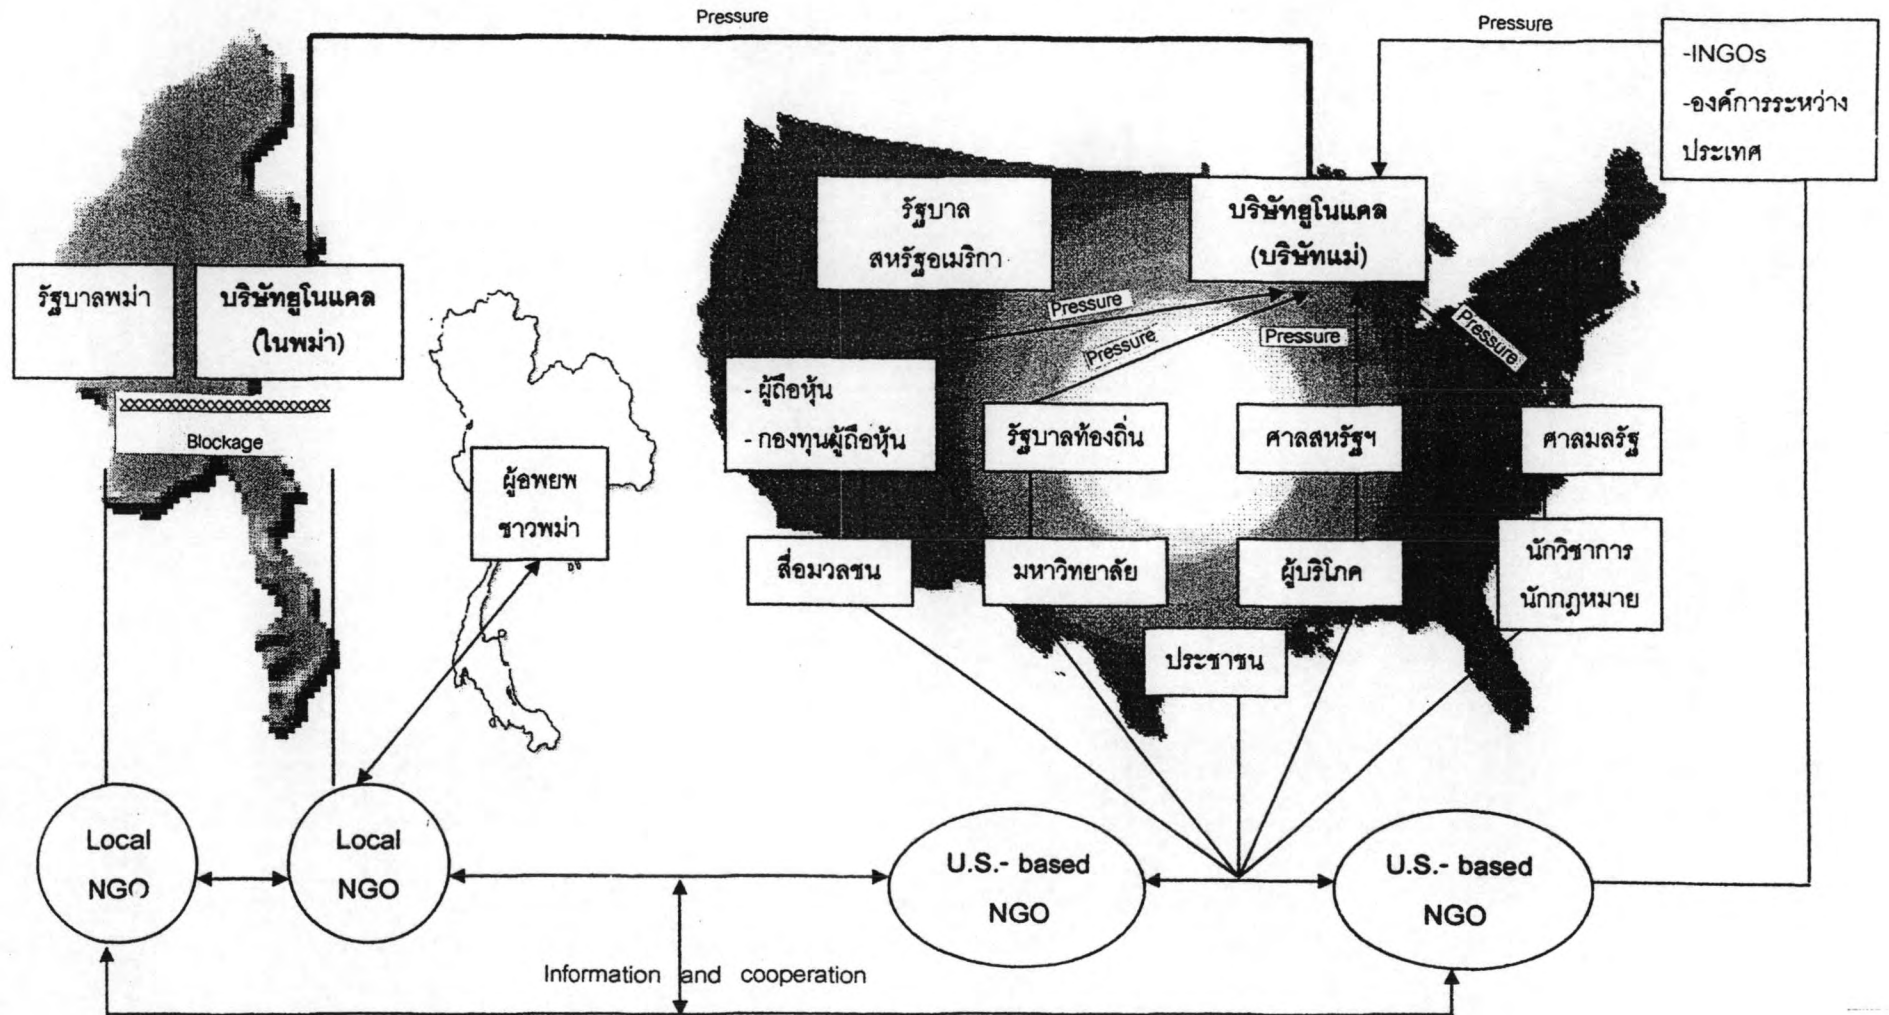 Pressure
Pressure
-INGOs
-องค์การระหว่าง
ประเทศ
รัฐบาล
สหรัฐอเมริกา
บริษัทยูโนแคล
(บริษัทแม่)
รัฐบาลพม่า
บริษัทยูโนแคล
(ในพม่า)
Pressure
Pressure
Pressure
Pressure
- ผู้ถือหุ้น
- กองทุนผู้ถือหุ้น
รัฐบาลท้องถิ่น
ศาลสหรัฐฯ
ศาลมลรัฐ
Blockage
ผู้อพยพ
ชาวพม่า
สื่อมวลชน
มหาวิทยาลัย
ผู้บริโภค
นักวิชาการ
นักกฎหมาย
ประชาชน
Local
NGO
Local
NGO
U.S.- based
NGO
U.S.- based
NGO
Information and cooperation